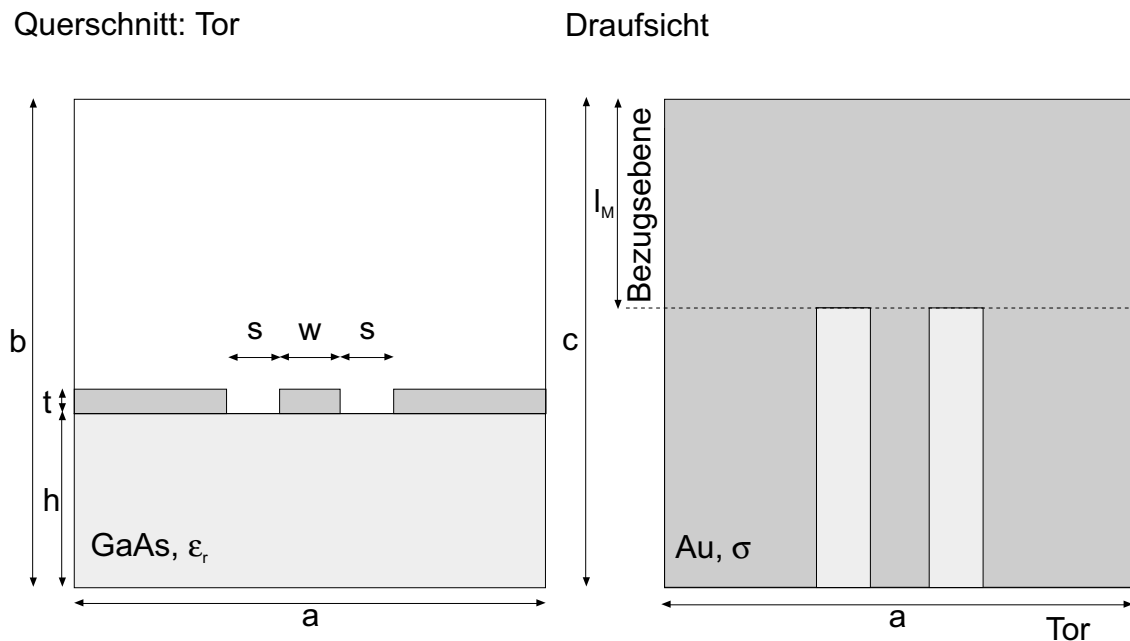 Querschnitt: Tor
Draufsicht
b
s w s
t
h
GaAs, εr
a
lM
Bezugsebene
c
Au, σ
a
Tor